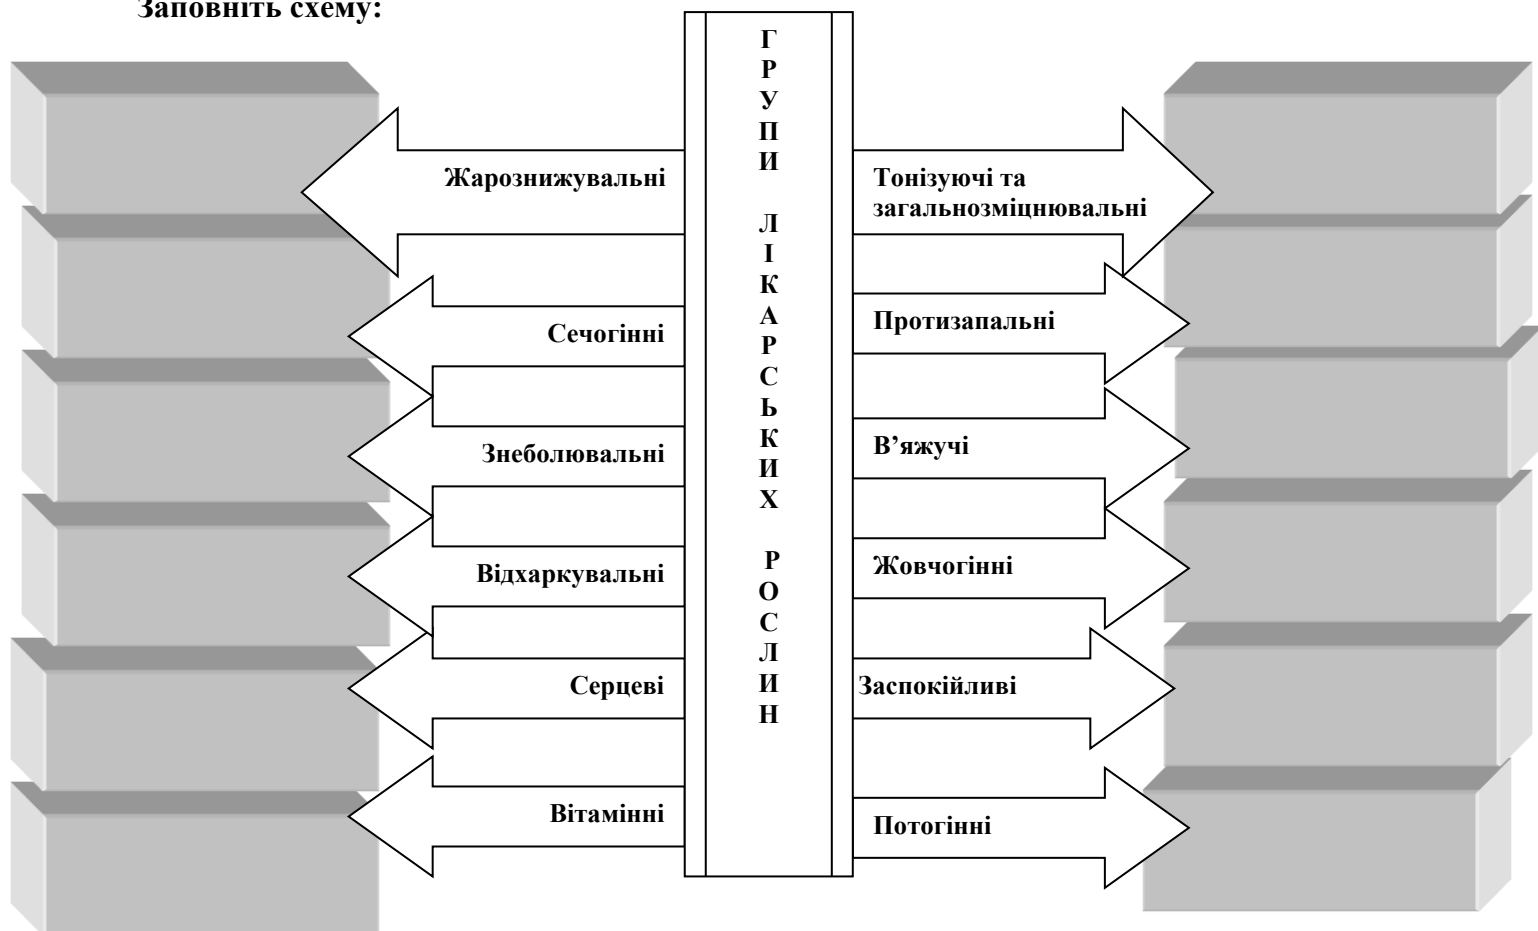 Заповніть схему:
Г
Р
У
П
И
Л
І
К
А
Р
С
Ь
К
И
Х
Р
О
С
Л
И
Н
Жарознижувальні
Сечогінні
Знеболювальні
Відхаркувальні
Серцеві
Вітамінні
Тонізуючі та
загальнозміцнювальні
Протизапальні
В’яжучі
Жовчогінні
Заспокійливі
Потогінні